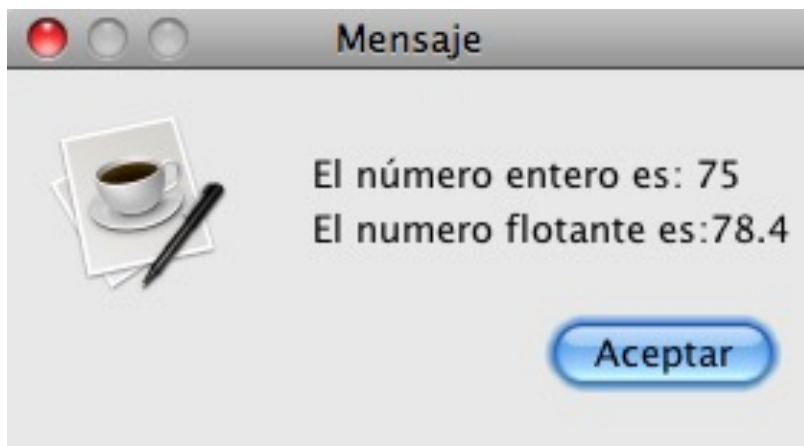 Mensaje
El número entero es: 75
El numero flotante es:78.4
Aceptar